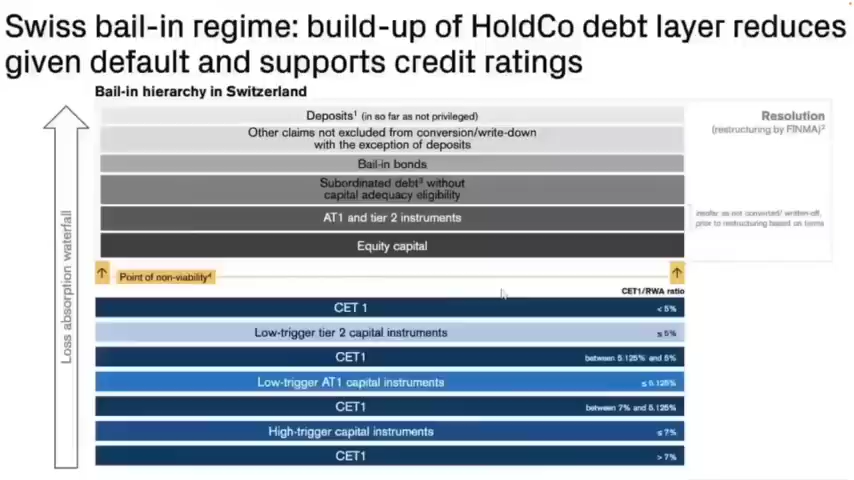 Swiss bail-in regime: build-up of HoldCo debt layer reduces
given default and supports credit ratings
Bail-in hierarchy in Switzerland
Loss absorption waterfall
Deposits¹ (in so far as not privileged)
Other claims not excluded from conversion/write-down
with the exception of deposits
Bail-in bonds
Subordinated debt³ without
capital adequacy eligibility
AT1 and tier 2 instruments
Equity capital
Resolution
(restructuring by FINMA)²
insofar as not converted/ written-off,
prior to restructuring based on terms
Point of non-viability⁴
CET1/RWA ratio
CET 1 < 5%
Low-trigger tier 2 capital instruments ≤ 5%
CET1 between 5.125% and 5%
Low-trigger AT1 capital instruments ≤ 5.125%
CET1 between 7% and 5.125%
High-trigger capital instruments ≤ 7%
CET1 > 7%